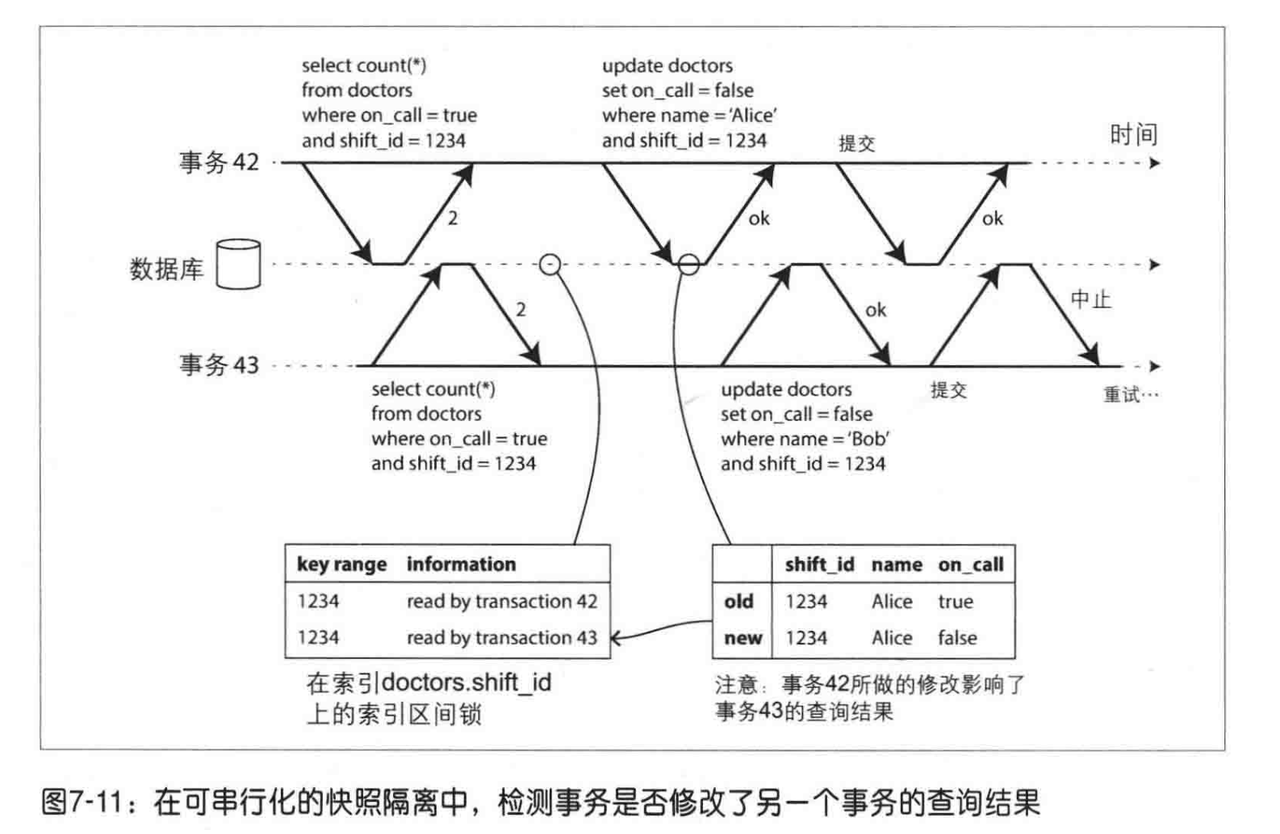 select count(*)
from doctors
where on_call = true
and shift_id = 1234
update doctors
set on_call = false
where name = ‘Alice’
and shift_id = 1234
提交
时间
事务 42
2
ok
ok
数据库
2
ok
中止
事务 43
select count(*)
from doctors
where on_call = true
and shift_id = 1234
update doctors
set on_call = false
where name = ‘Bob’
and shift_id = 1234
提交
重试…
key range information
1234 read by transaction 42
1234 read by transaction 43
在索引doctors.shift_id
上的索引区间锁
shift_id name on_call
old 1234 Alice true
new 1234 Alice false
注意：事务42所做的修改影响了
事务43的查询结果
图7-11：在可串行化的快照隔离中，检测事务是否修改了另一个事务的查询结果